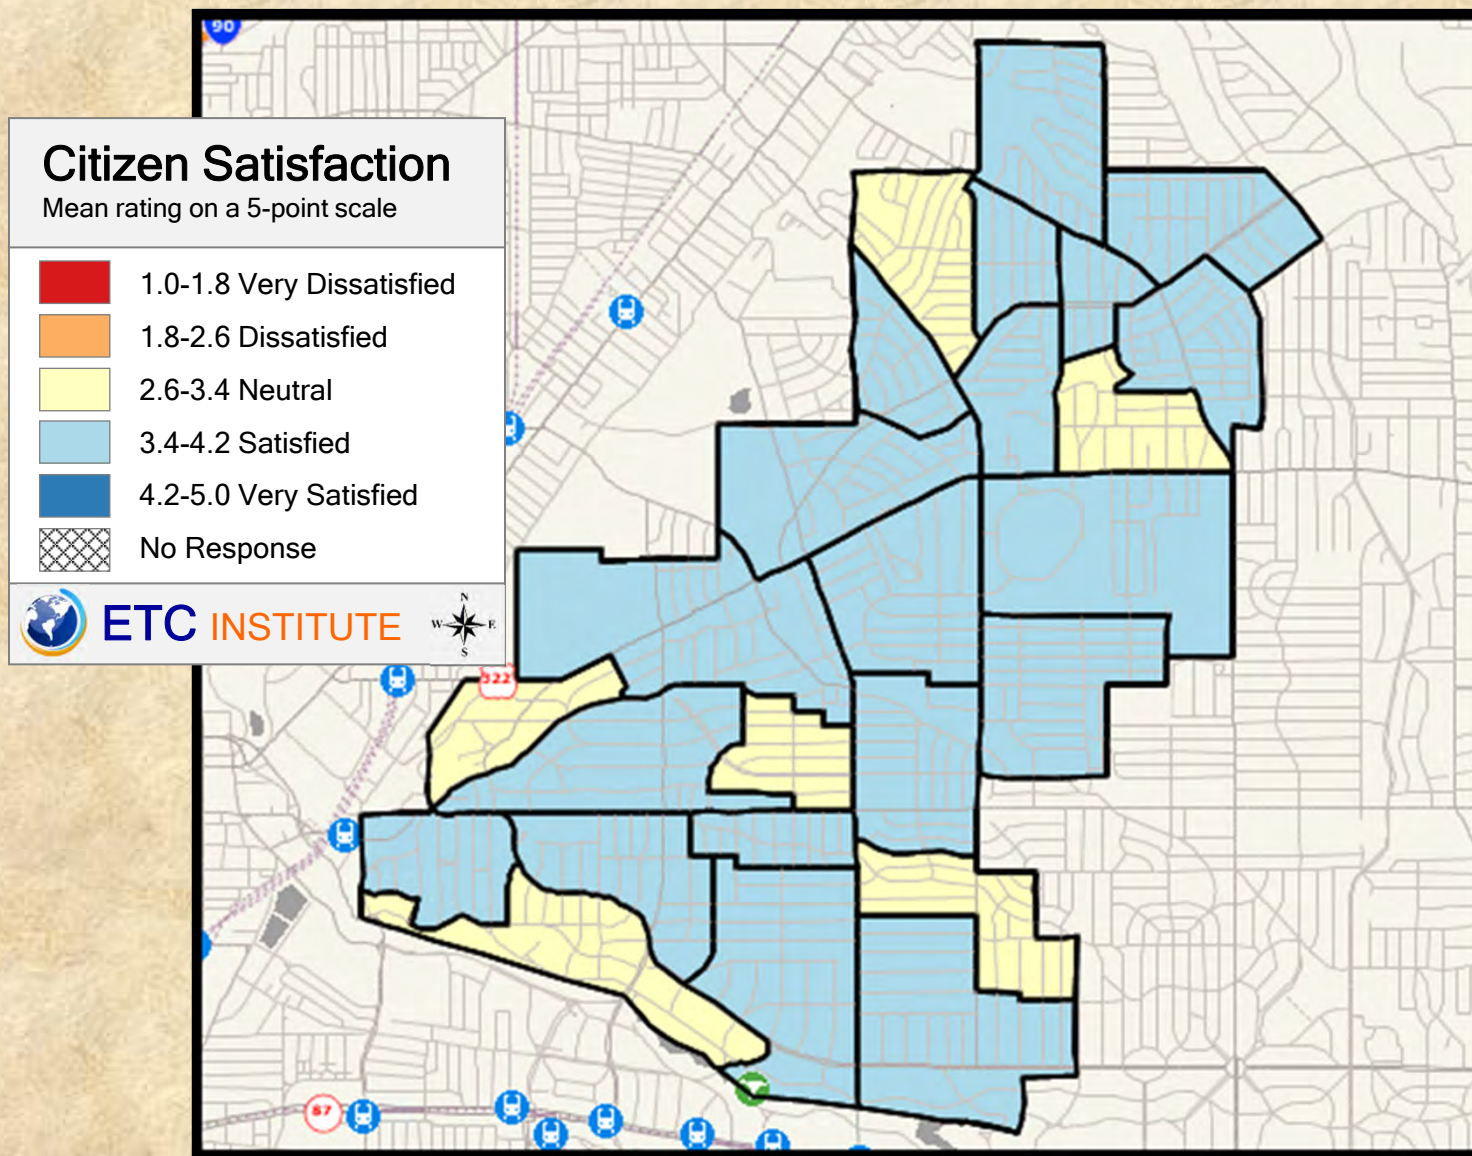 90
Citizen Satisfaction
Mean rating on a 5-point scale
1.0-1.8 Very Dissatisfied
1.8-2.6 Dissatisfied
2.6-3.4 Neutral
3.4-4.2 Satisfied
4.2-5.0 Very Satisfied
No Response
ETC INSTITUTE
N
W E
S
322
87